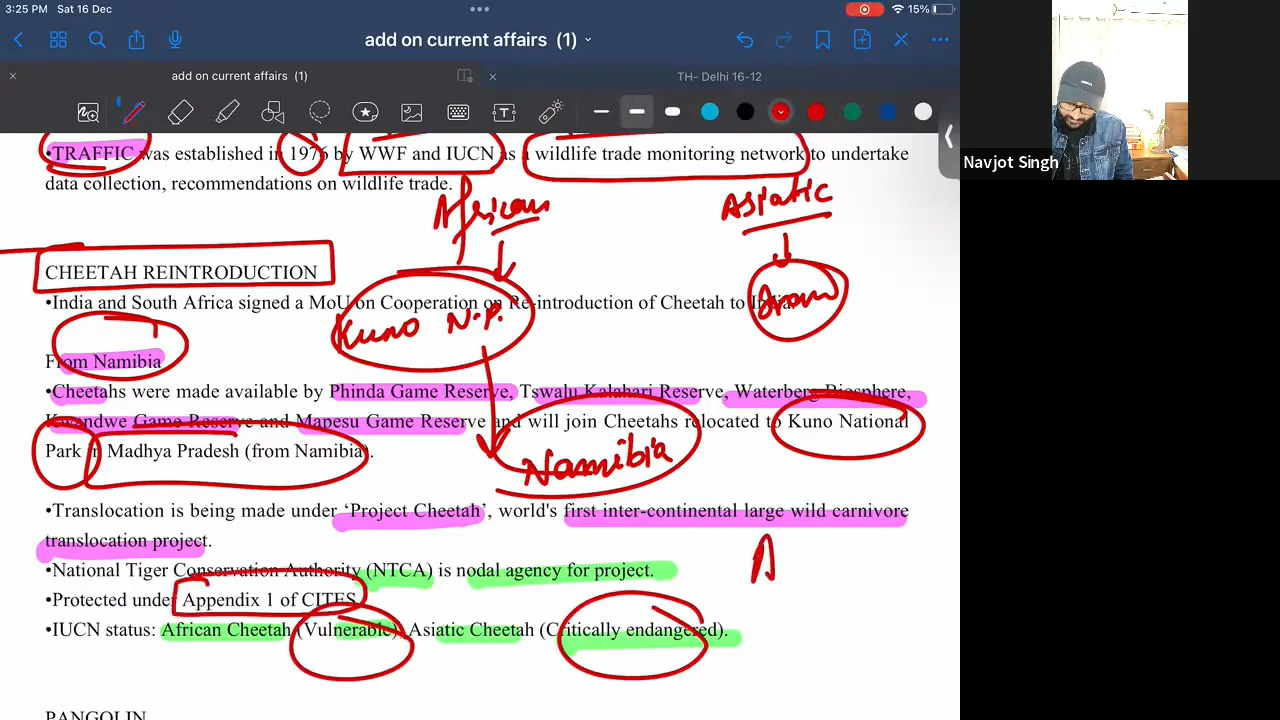 3:25 PM Sat 16 Dec
15%
add on current affairs (1)
add on current affairs (1)
TH- Delhi 16-12
Navjot Singh
•TRAFFIC was established in 1976 by WWF and IUCN as a wildlife trade monitoring network to undertake
data collection, recommendations on wildlife trade.
African
Asiatic
CHEETAH REINTRODUCTION
•India and South Africa signed a MoU on Cooperation on Re-introduction of Cheetah to India.
Iran
Kuno N.P.
From Namibia
•Cheetahs were made available by Phinda Game Reserve, Tswalu Kalahari Reserve, Waterberg Biosphere,
Kwandwe Game Reserve and Mapesu Game Reserve and will join Cheetahs relocated to Kuno National
Park in Madhya Pradesh (from Namibia).
Namibia
•Translocation is being made under ‘Project Cheetah’, world's first inter-continental large wild carnivore
translocation project.
•National Tiger Conservation Authority (NTCA) is nodal agency for project.
•Protected under Appendix 1 of CITES
•IUCN status: African Cheetah (Vulnerable) Asiatic Cheetah (Critically endangered).
PANGOLIN